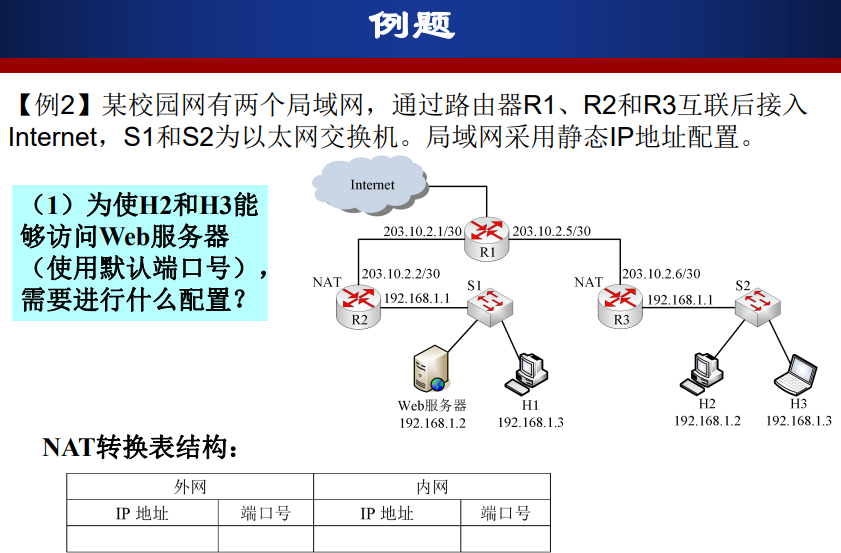 例题
【例2】某校园网有两个局域网，通过路由器R1、R2和R3互联后接入
Internet，S1和S2为以太网交换机。局域网采用静态IP地址配置。
（1）为使H2和H3能
够访问Web服务器
（使用默认端口号），
需要进行什么配置？
Internet
203.10.2.1/30
203.10.2.5/30
R1
NAT
203.10.2.2/30
S1
NAT
203.10.2.6/30
S2
192.168.1.1
192.168.1.1
R2
R3
Web服务器
H1
H2
H3
192.168.1.2
192.168.1.3
192.168.1.2
192.168.1.3
NAT转换表结构：
外网
内网
IP 地址
端口号
IP 地址
端口号